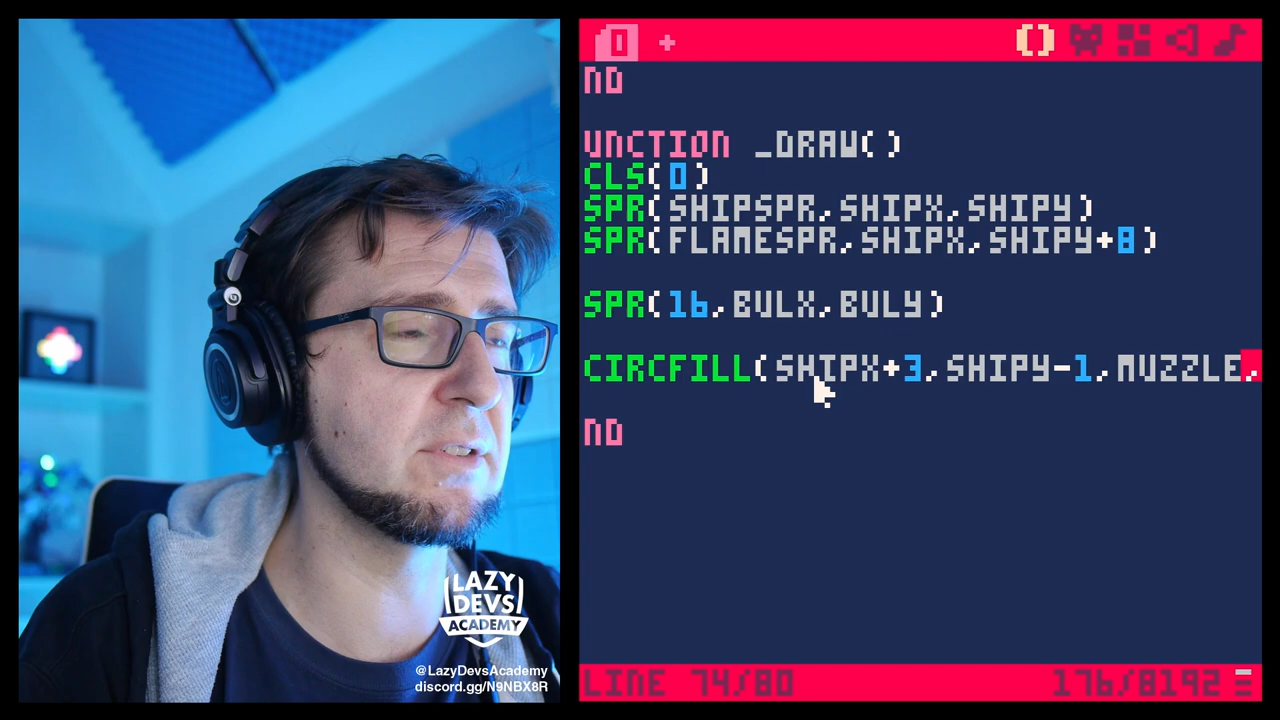 LAZY
DEVS
ACADEMY
@LazyDevsAcademy
discord.gg/N9NBX8R
0 +
ND
UNCTION _DRAW()
CLS(0)
SPR(SHIPSPR,SHIPX,SHIPY)
SPR(FLAMESPR,SHIPX,SHIPY+8)
SPR(16,BULX,BULY)
CIRCFILL(SHIPX+3,SHIPY-1,MUZZLE,
ND
LINE 74/80
176/8192